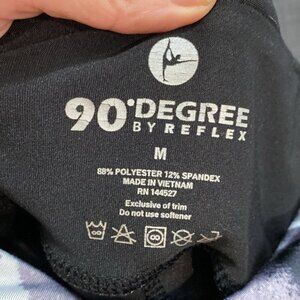 90°DEGREE
BY REFLEX
M
88% POLYESTER 12% SPANDEX
MADE IN VIETNAM
RN 144527
Exclusive of trim
Do not use softener